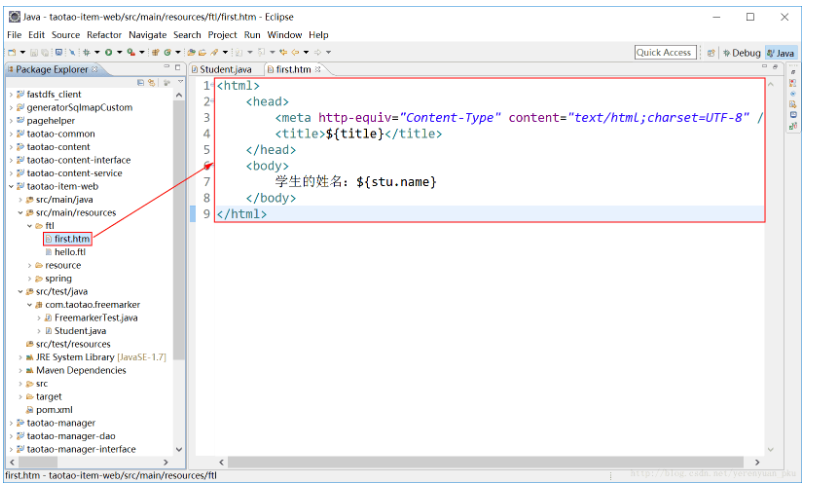 Java - taotao-item-web/src/main/resources/ftl/first.htm - Eclipse
File Edit Source Refactor Navigate Search Project Run Window Help
Quick Access
Debug
Java
Package Explorer
Student.java
first.htm
fastdfs_client
generatorSqlmapCustom
pagehelper
taotao-common
taotao-content
taotao-content-interface
taotao-content-service
taotao-item-web
src/main/java
src/main/resources
ftl
first.htm
hello.ftl
resource
spring
src/test/java
com.taotao.freemarker
FreemarkerTest.java
Student.java
src/test/resources
JRE System Library [JavaSE-1.7]
Maven Dependencies
src
target
pom.xml
taotao-manager
taotao-manager-dao
taotao-manager-interface
1 <html>
2 <head>
3 <meta http-equiv="Content-Type" content="text/html;charset=UTF-8" /
4 <title>${title}</title>
5 </head>
6 <body>
7 学生的姓名：${stu.name}
8 </body>
9 </html>
first.htm - taotao-item-web/src/main/resources/ftl